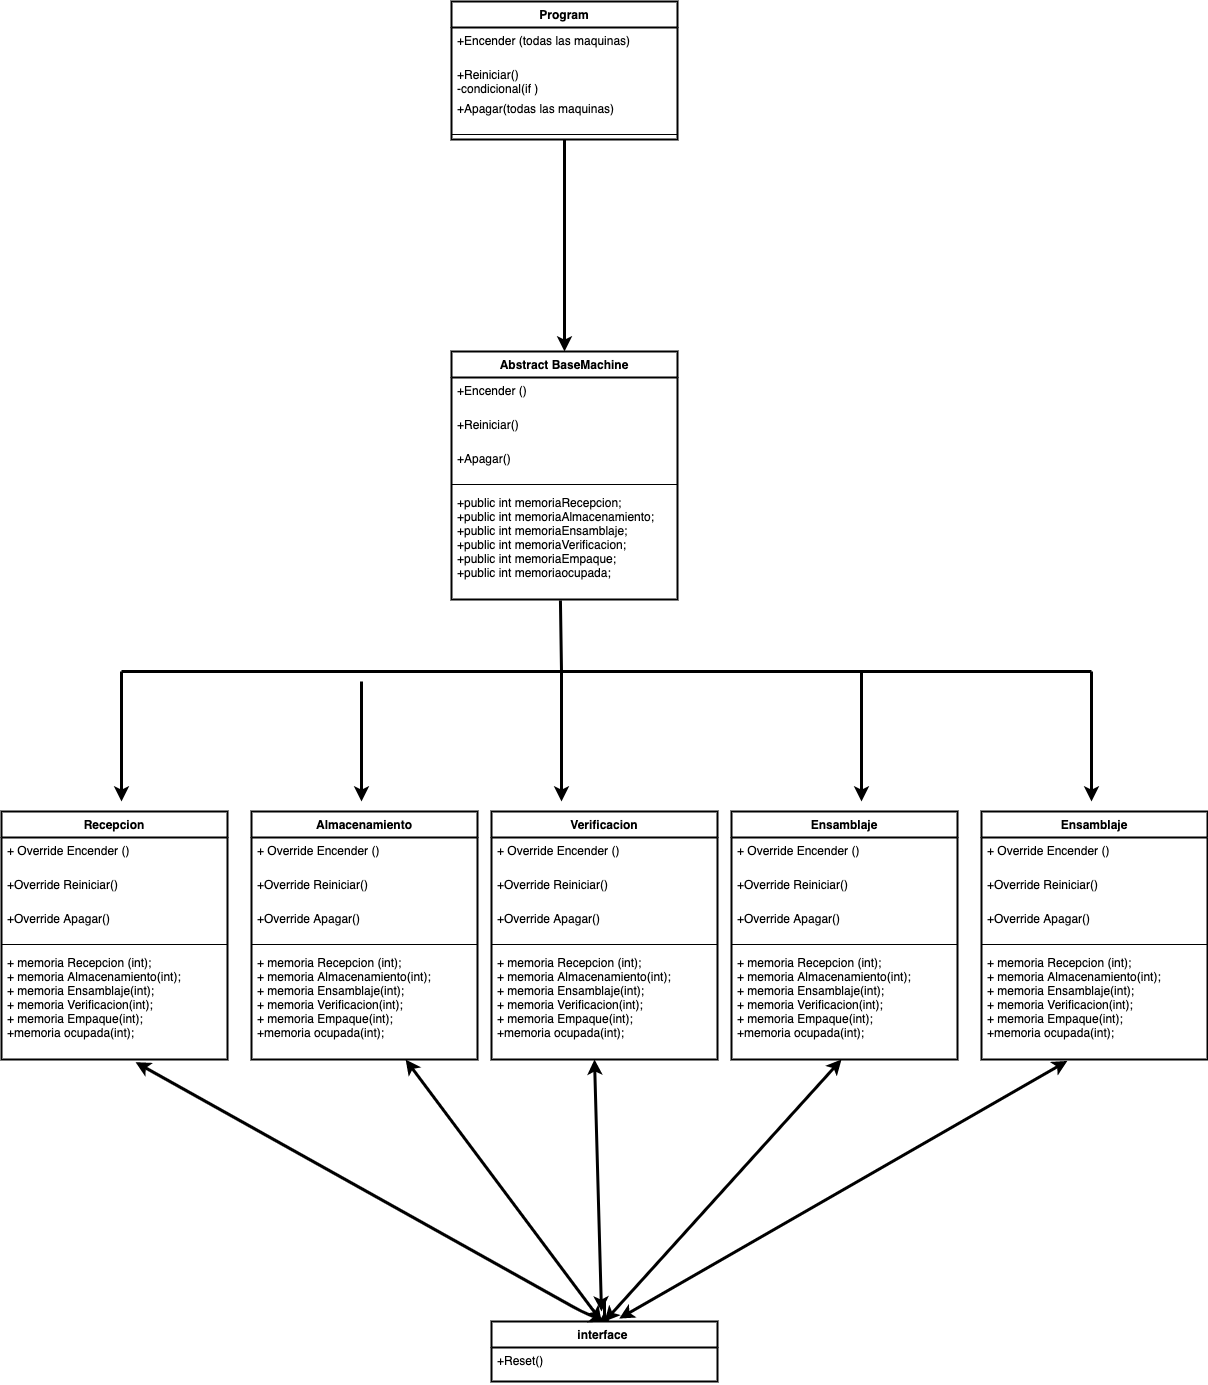 Program
+Encender (todas las maquinas)
+Reiniciar()
-condicional(if )
+Apagar(todas las maquinas)
Abstract BaseMachine
+Encender ()
+Reiniciar()
+Apagar()
+public int memoriaRecepcion;
+public int memoriaAlmacenamiento;
+public int memoriaEnsamblaje;
+public int memoriaVerificacion;
+public int memoriaEmpaque;
+public int memoriaocupada;
Recepcion
+ Override Encender ()
+Override Reiniciar()
+Override Apagar()
+ memoria Recepcion (int);
+ memoria Almacenamiento(int);
+ memoria Ensamblaje(int);
+ memoria Verificacion(int);
+ memoria Empaque(int);
+memoria ocupada(int);
Almacenamiento
+ Override Encender ()
+Override Reiniciar()
+Override Apagar()
+ memoria Recepcion (int);
+ memoria Almacenamiento(int);
+ memoria Ensamblaje(int);
+ memoria Verificacion(int);
+ memoria Empaque(int);
+memoria ocupada(int);
Verificacion
+ Override Encender ()
+Override Reiniciar()
+Override Apagar()
+ memoria Recepcion (int);
+ memoria Almacenamiento(int);
+ memoria Ensamblaje(int);
+ memoria Verificacion(int);
+ memoria Empaque(int);
+memoria ocupada(int);
Ensamblaje
+ Override Encender ()
+Override Reiniciar()
+Override Apagar()
+ memoria Recepcion (int);
+ memoria Almacenamiento(int);
+ memoria Ensamblaje(int);
+ memoria Verificacion(int);
+ memoria Empaque(int);
+memoria ocupada(int);
Ensamblaje
+ Override Encender ()
+Override Reiniciar()
+Override Apagar()
+ memoria Recepcion (int);
+ memoria Almacenamiento(int);
+ memoria Ensamblaje(int);
+ memoria Verificacion(int);
+ memoria Empaque(int);
+memoria ocupada(int);
interface
+Reset()